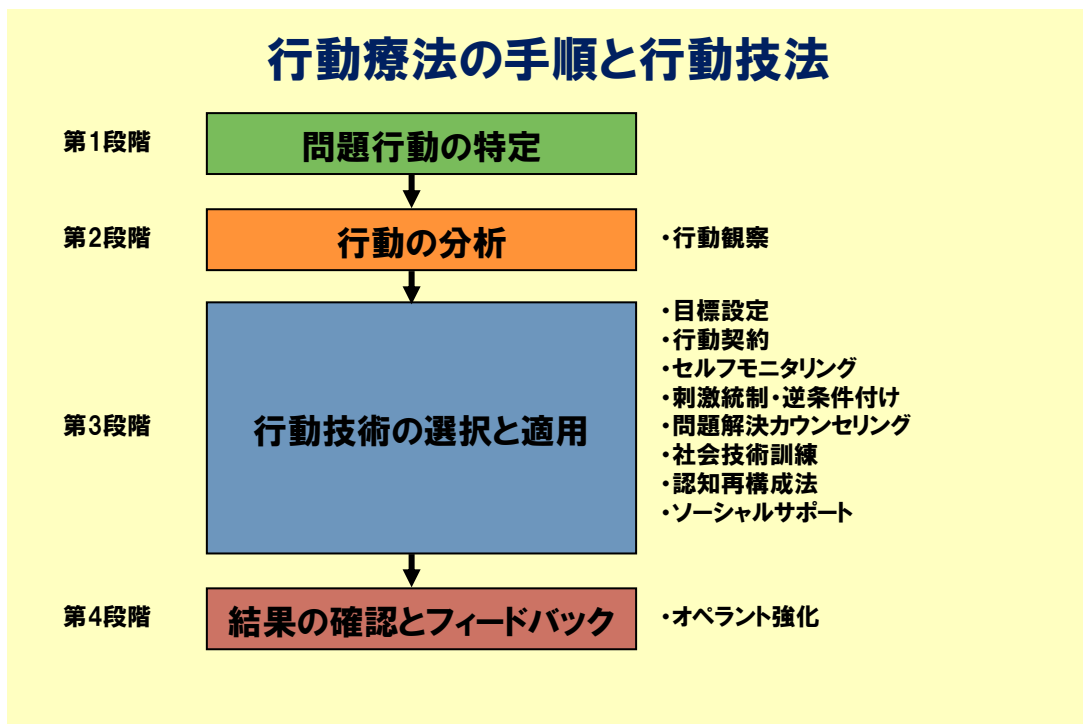 行動療法の手順と行動技法
第1段階
問題行動の特定
第2段階
行動の分析
・行動観察
第3段階
行動技術の選択と適用
・目標設定
・行動契約
・セルフモニタリング
・刺激統制・逆条件付け
・問題解決カウンセリング
・社会技術訓練
・認知再構成法
・ソーシャルサポート
第4段階
結果の確認とフィードバック
・オペラント強化